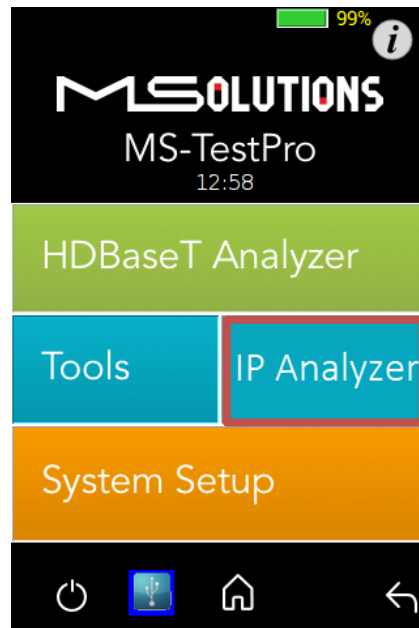 99%
i
MSOLUTIONS
MS-TestPro
12:58
HDBaseT Analyzer
Tools
IP Analyzer
System Setup